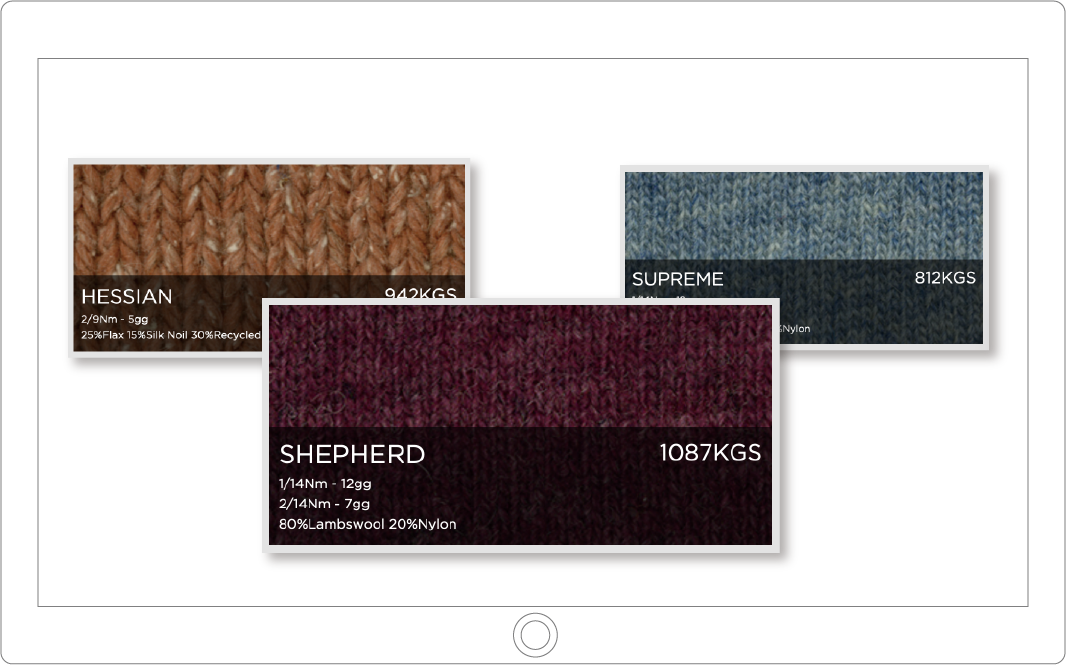 HESSIAN
942KGS
2/9Nm - 5gg
25%Flax 15%Silk Noil 30%Recycled
SUPREME
812KGS
%Nylon
SHEPHERD
1087KGS
1/14Nm - 12gg
2/14Nm - 7gg
80%Lambswool 20%Nylon